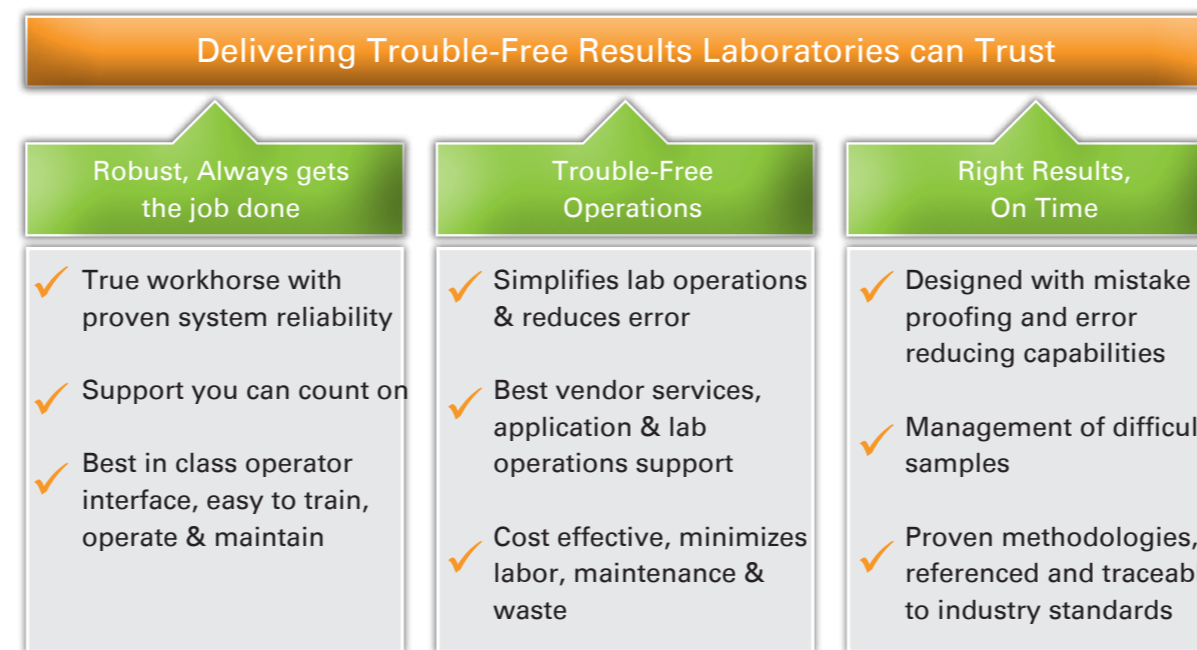 Delivering Trouble-Free Results Laboratories can Trust
Robust, Always gets
the job done
True workhorse with
proven system reliability
Support you can count on
Best in class operator
interface, easy to train,
operate & maintain
Trouble-Free
Operations
Simplifies lab operations
& reduces error
Best vendor services,
application & lab
operations support
Cost effective, minimizes
labor, maintenance &
waste
Right Results,
On Time
Designed with mistake
proofing and error
reducing capabilities
Management of difficul
samples
Proven methodologies,
referenced and traceab
to industry standards